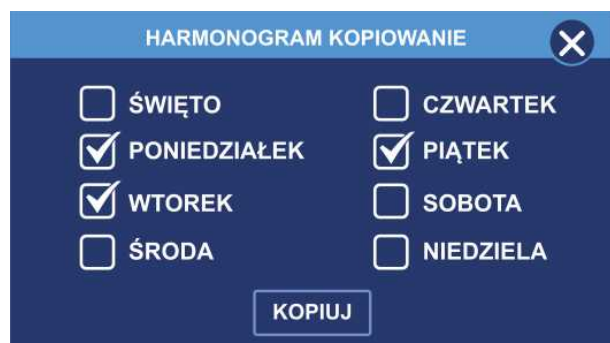 HARMONOGRAM KOPIOWANIE
ŚWIĘTO
PONIEDZIAŁEK
WTOREK
ŚRODA
CZWARTEK
PIĄTEK
SOBOTA
NIEDZIELA
KOPIUJ